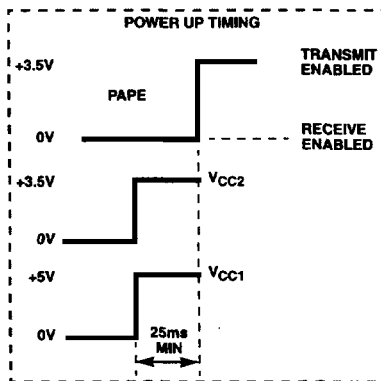 POWER UP TIMING
+3.5V
TRANSMIT
ENABLED
PAPE
0V
RECEIVE
ENABLED
+3.5V
VCC2
0V
+5V
VCC1
0V
25ms
MIN